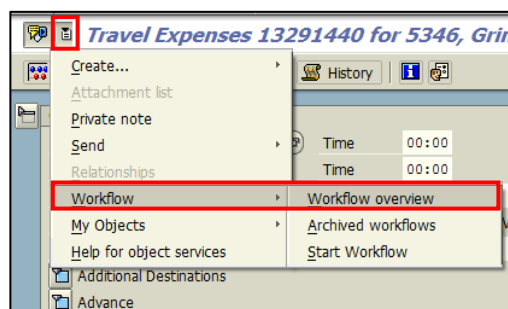 Travel Expenses 13291440 for 5346, Grin
Create...
History
Attachment list
Private note
Send
Time 00:00
Relationships
Time 00:00
Workflow
Workflow overview
My Objects
Archived workflows
Help for object services
Start Workflow
Additional Destinations
Advance